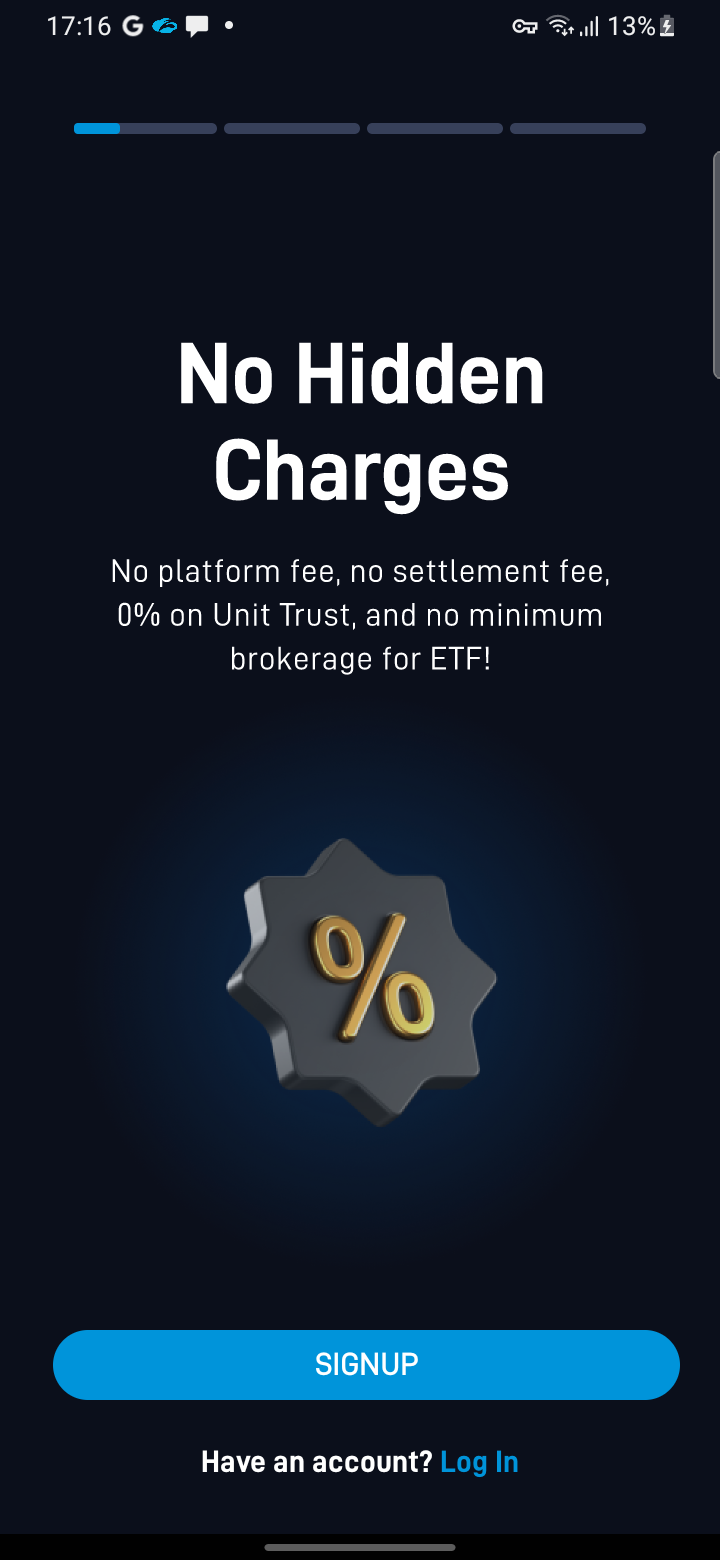 17:16
13%
No Hidden
Charges
No platform fee, no settlement fee,
0% on Unit Trust, and no minimum
brokerage for ETF!
%
SIGNUP
Have an account? Log In